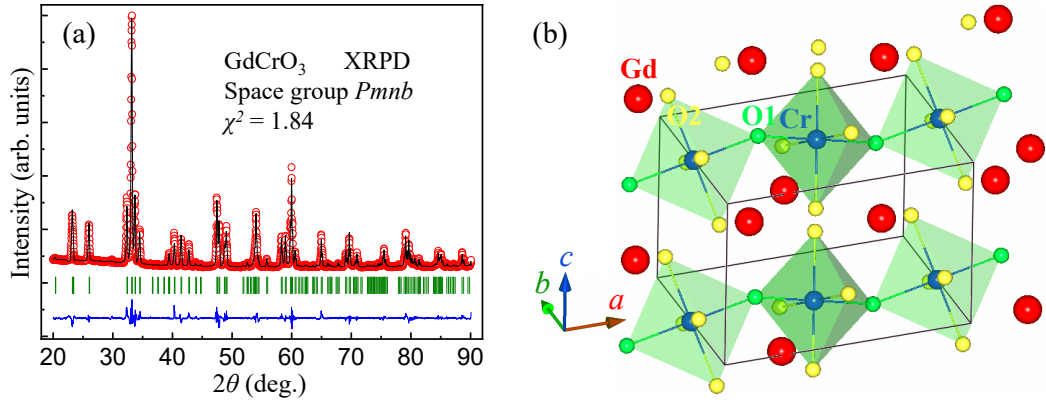 (a)
GdCrO₃ XRPD
Space group Pmnb
χ² = 1.84
Intensity (arb. units)
20 30 40 50 60 70 80 90
2θ (deg.)
(b)
Gd
O2 O1 Cr
c
b
a